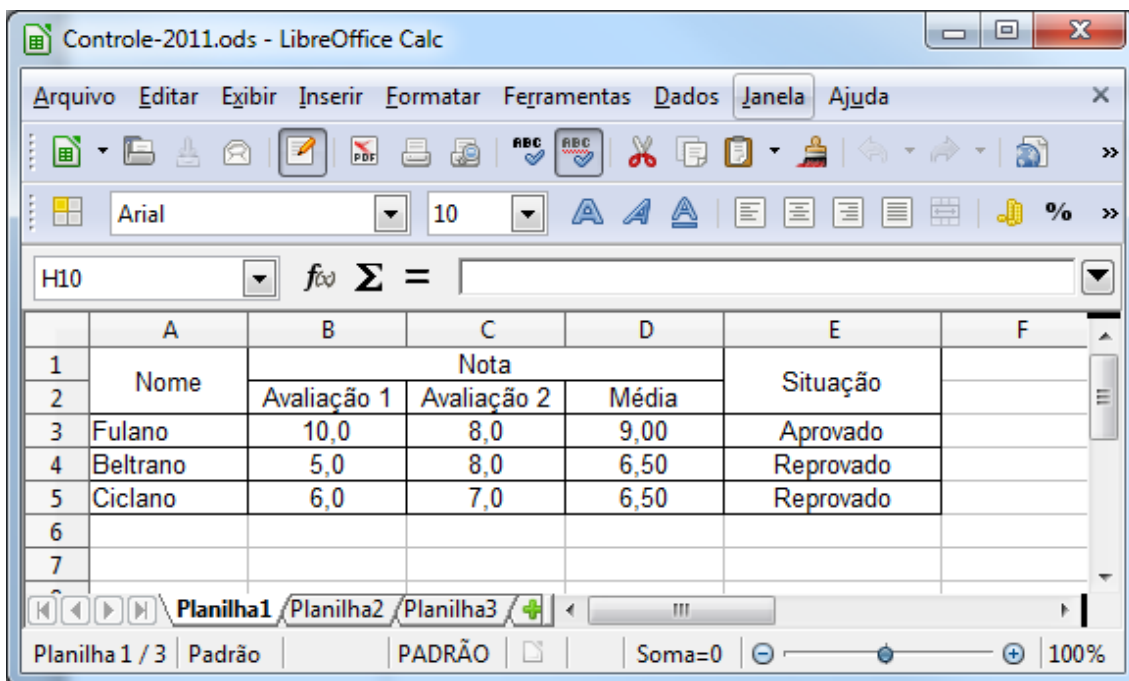 Controle-2011.ods - LibreOffice Calc
Arquivo Editar Exibir Inserir Formatar Ferramentas Dados Janela Ajuda
PDF ABC ABC
Arial 10 A A A %
H10 f(x) Σ =
A B C D E F
1 Nome Nota Situação
2 Avaliação 1 Avaliação 2 Média
3 Fulano 10,0 8,0 9,00 Aprovado
4 Beltrano 5,0 8,0 6,50 Reprovado
5 Ciclano 6,0 7,0 6,50 Reprovado
6
7
Planilha1 Planilha2 Planilha3
Planilha 1 / 3 Padrão PADRÃO Soma=0 100%